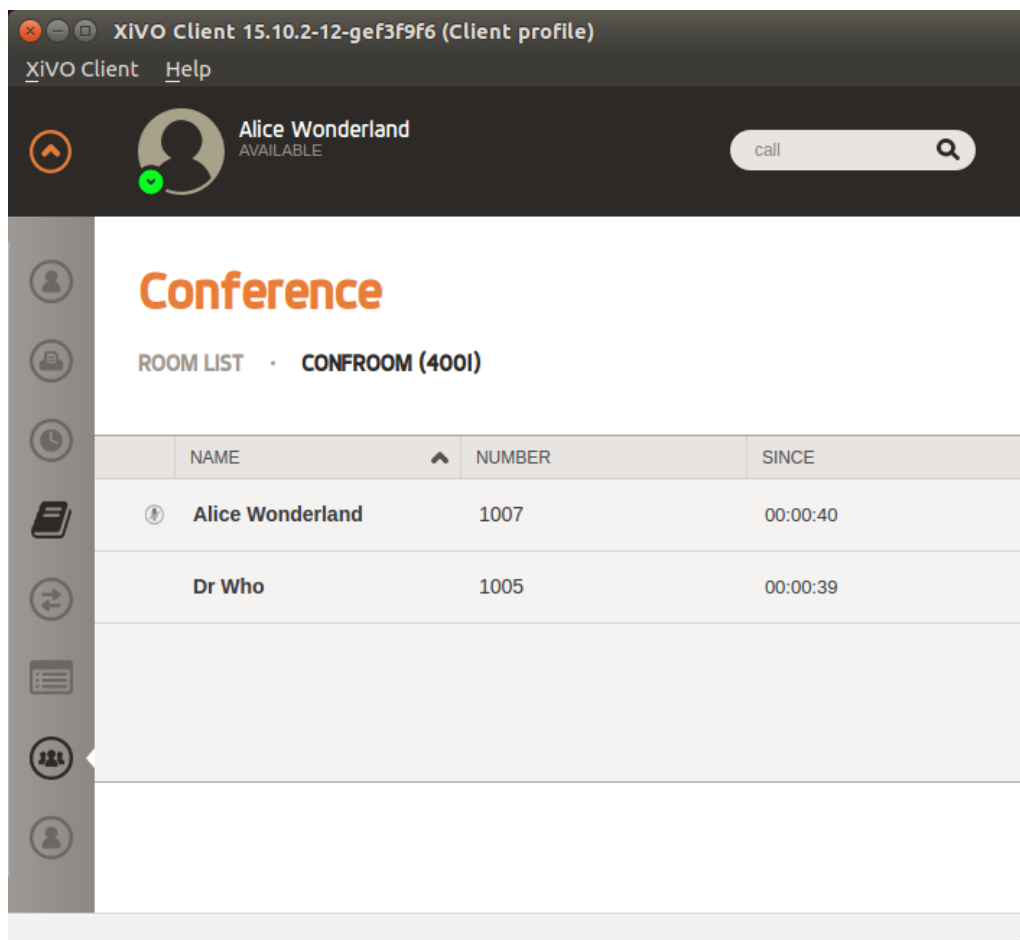 XiVO Client 15.10.2-12-gef3f9f6 (Client profile)
XiVO Client Help
Alice Wonderland
AVAILABLE
call
Conference
ROOM LIST · CONFROOM (4001)
NAME NUMBER SINCE
Alice Wonderland 1007 00:00:40
Dr Who 1005 00:00:39